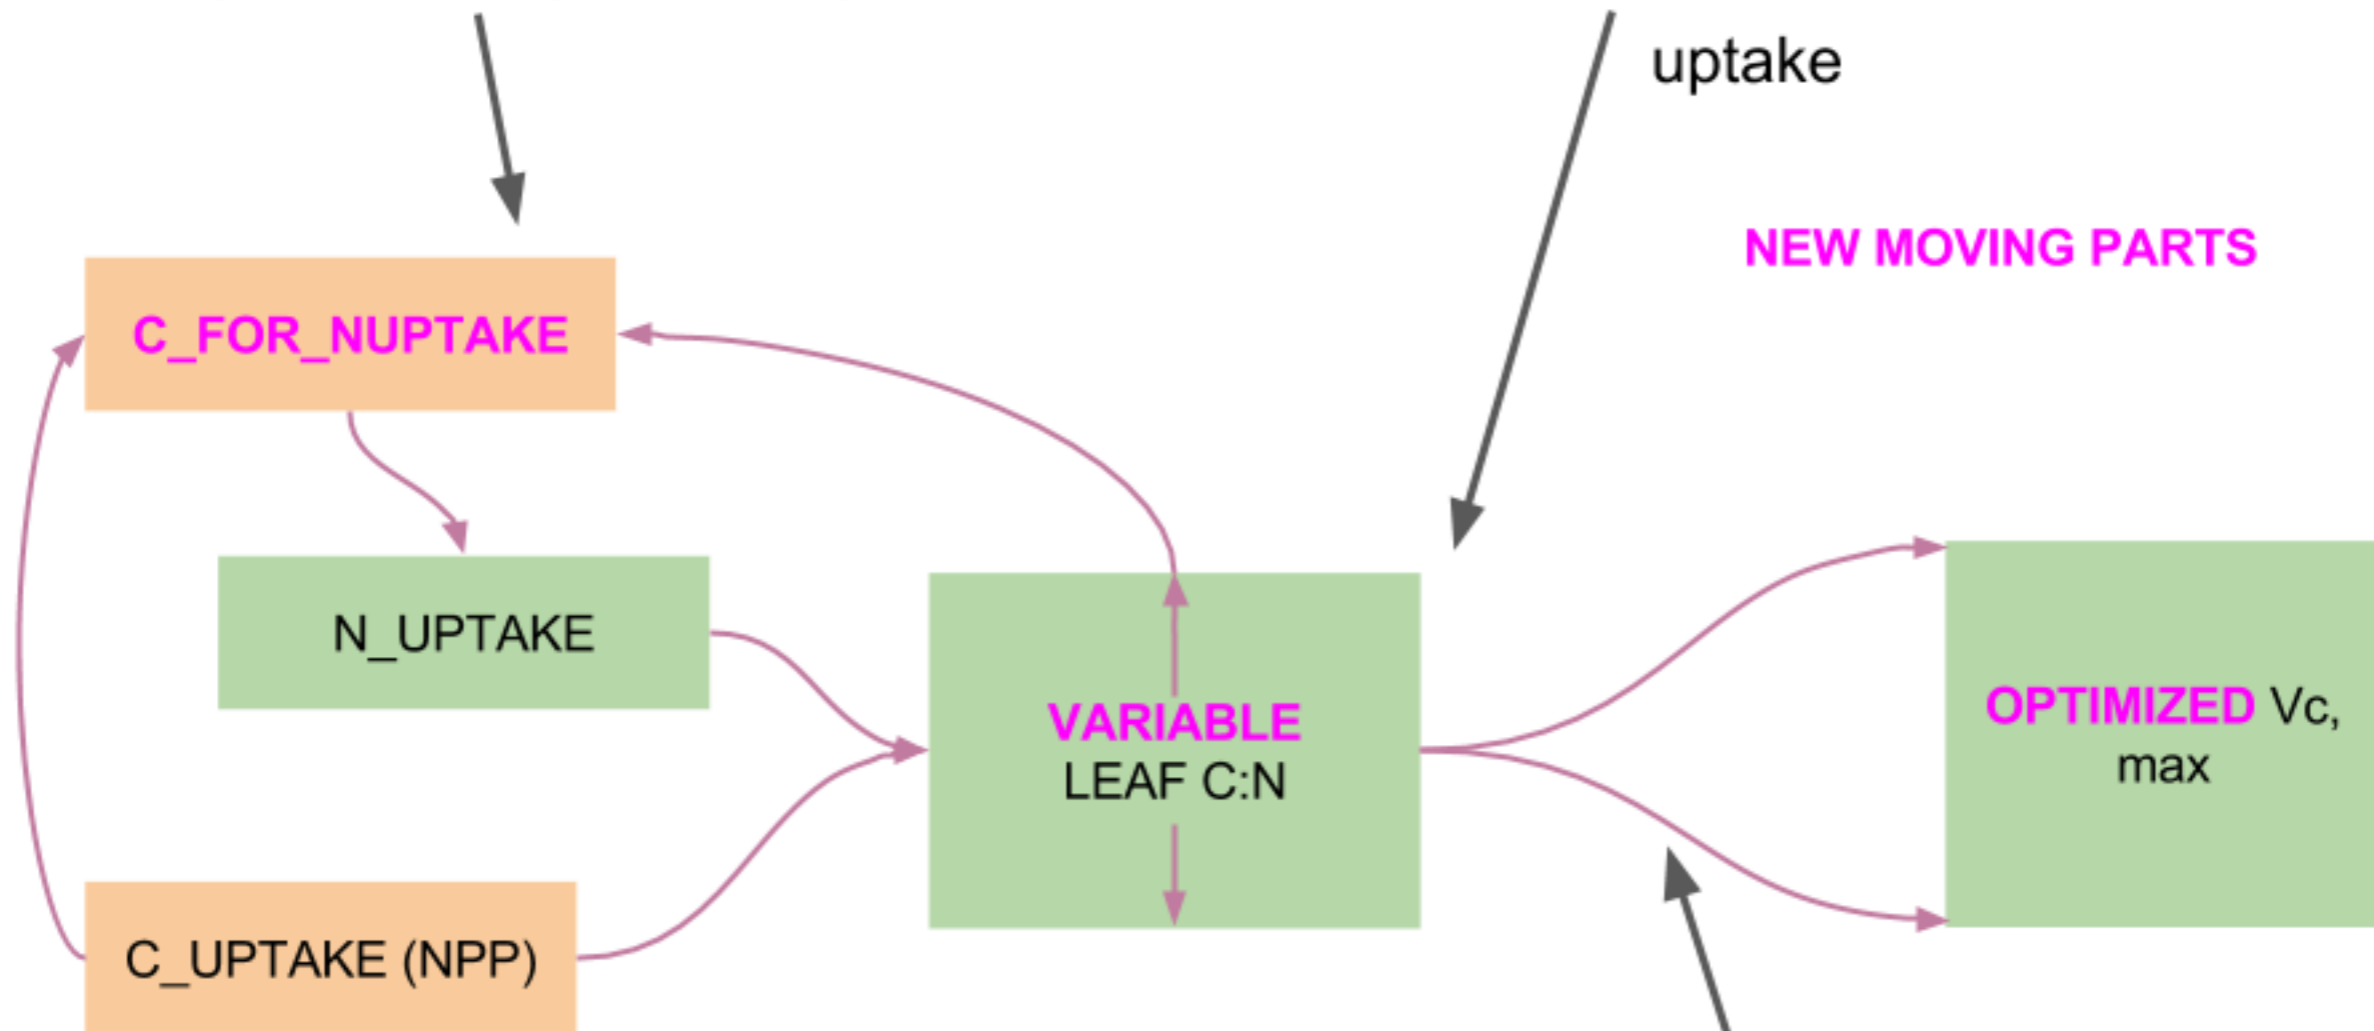 uptake
NEW MOVING PARTS
C_FOR_NUPTAKE
N_UPTAKE
VARIABLE
LEAF C:N
OPTIMIZED Vc,
max
C_UPTAKE (NPP)